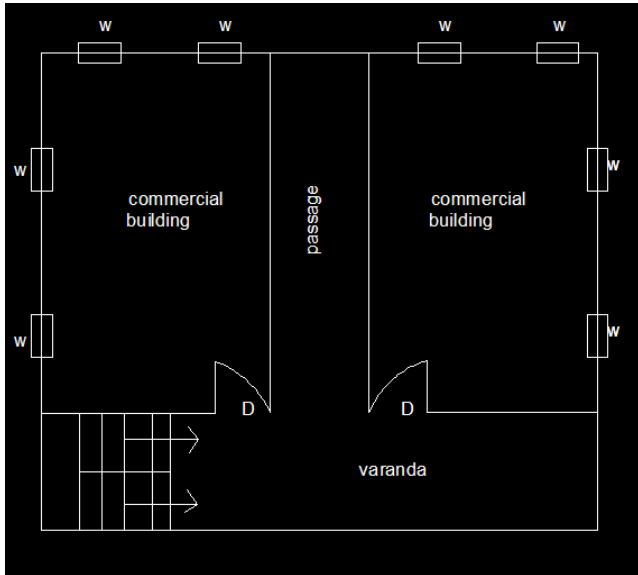 w w w w
w w
commercial commercial
building building
passage
w w
D D
varanda